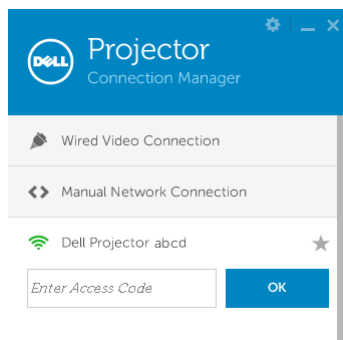 DELL
Projector
Connection Manager
Wired Video Connection
Manual Network Connection
Dell Projector abcd
Enter Access Code
OK